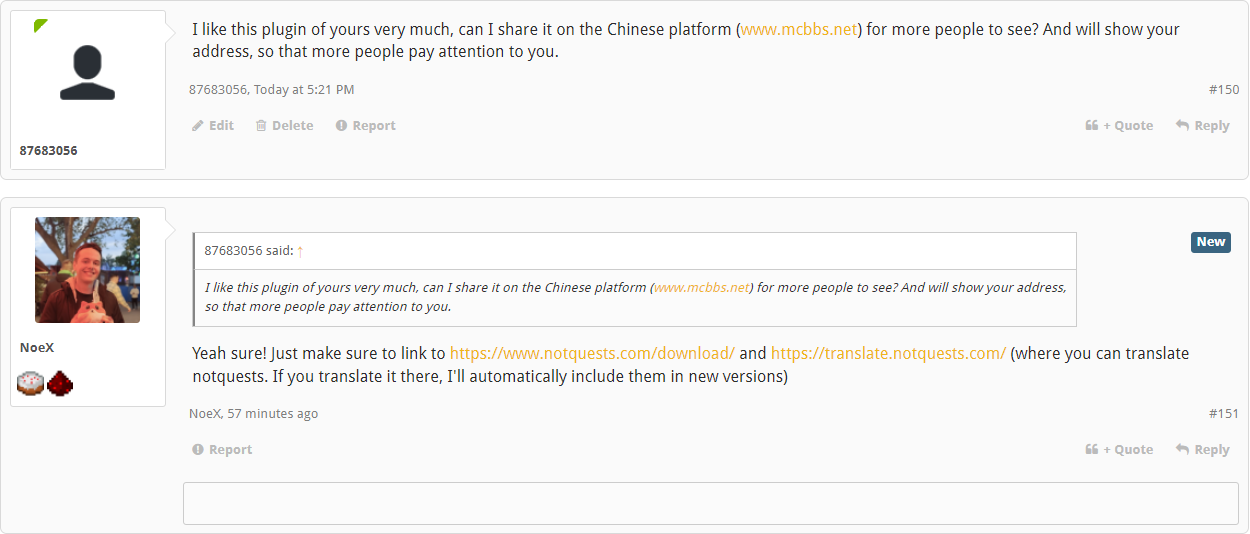 I like this plugin of yours very much, can I share it on the Chinese platform (www.mcbbs.net) for more people to see? And will show your
address, so that more people pay attention to you.
87683056, Today at 5:21 PM #150
Edit Delete Report + Quote Reply
87683056
87683056 said: ↑ New
I like this plugin of yours very much, can I share it on the Chinese platform (www.mcbbs.net) for more people to see? And will show your address,
so that more people pay attention to you.
NoeX
Yeah sure! Just make sure to link to https://www.notquests.com/download/ and https://translate.notquests.com/ (where you can translate
notquests. If you translate it there, I'll automatically include them in new versions)
NoeX, 57 minutes ago #151
Report + Quote Reply